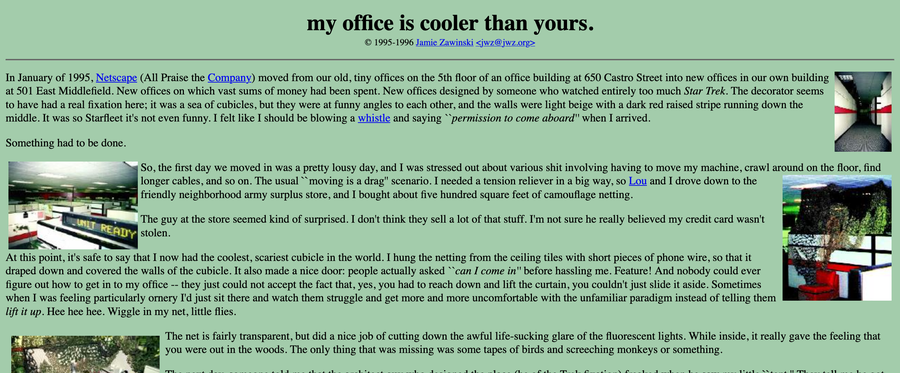 my office is cooler than yours.
© 1995-1996 Jamie Zawinski <jwz@jwz.org>
In January of 1995, Netscape (All Praise the Company) moved from our old, tiny offices on the 5th floor of an office building at 650 Castro Street into new offices in our own building
at 501 East Middlefield. New offices on which vast sums of money had been spent. New offices designed by someone who watched entirely too much Star Trek. The decorator seems
to have had a real fixation here; it was a sea of cubicles, but they were at funny angles to each other, and the walls were light beige with a dark red raised stripe running down the
middle. It was so Starfleet it's not even funny. I felt like I should be blowing a whistle and saying ``permission to come aboard'' when I arrived.
Something had to be done.
So, the first day we moved in was a pretty lousy day, and I was stressed out about various shit involving having to move my machine, crawl around on the floor, find
longer cables, and so on. The usual ``moving is a drag'' scenario. I needed a tension reliever in a big way, so Lou and I drove down to the
friendly neighborhood army surplus store, and I bought about five hundred square feet of camouflage netting.
The guy at the store seemed kind of surprised. I don't think they sell a lot of that stuff. I'm not sure he really believed my credit card wasn't
stolen.
UNIT READY
At this point, it's safe to say that I now had the coolest, scariest cubicle in the world. I hung the netting from the ceiling tiles with short pieces of phone wire, so that it
draped down and covered the walls of the cubicle. It also made a nice door: people actually asked ``can I come in'' before hassling me. Feature! And nobody could ever
figure out how to get in to my office -- they just could not accept the fact that, yes, you had to reach down and lift the curtain, you couldn't just slide it aside. Sometimes
when I was feeling particularly ornery I'd just sit there and watch them struggle and get more and more uncomfortable with the unfamiliar paradigm instead of telling them
lift it up. Hee hee hee. Wiggle in my net, little flies.
The net is fairly transparent, but did a nice job of cutting down the awful life-sucking glare of the fluorescent lights. While inside, it really gave the feeling that
you were out in the woods. The only thing that was missing was some tapes of birds and screeching monkeys or something.